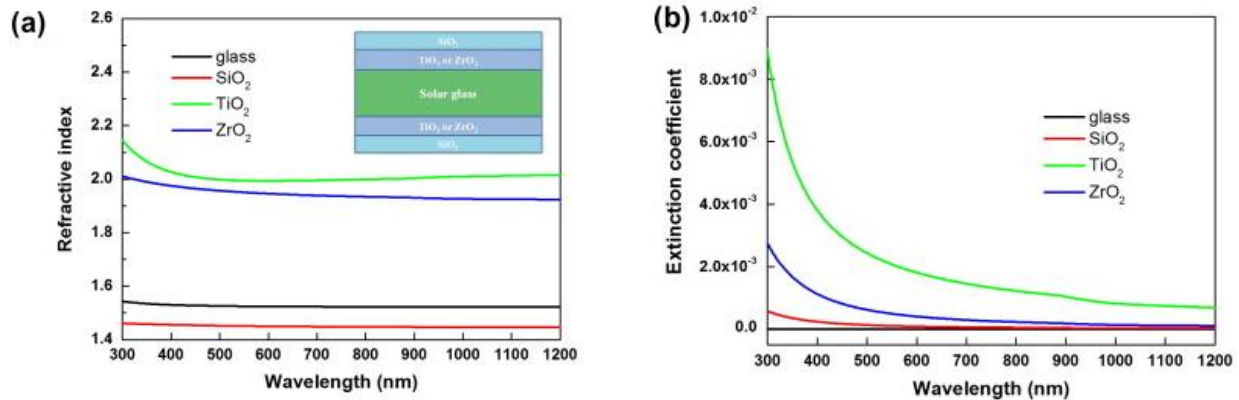 (a)
2.6
2.4
2.2
2.0
1.8
1.6
1.4
Refractive index
glass
SiO₂
TiO₂
ZrO₂
SiO₂
TiO₂ or ZrO₂
Solar glass
TiO₂ or ZrO₂
SiO₂
300 400 500 600 700 800 900 1000 1100 1200
Wavelength (nm)
(b)
1.0x10⁻²
8.0x10⁻³
6.0x10⁻³
4.0x10⁻³
2.0x10⁻³
0.0
Extinction coefficient
glass
SiO₂
TiO₂
ZrO₂
300 400 500 600 700 800 900 1000 1100 1200
Wavelength (nm)